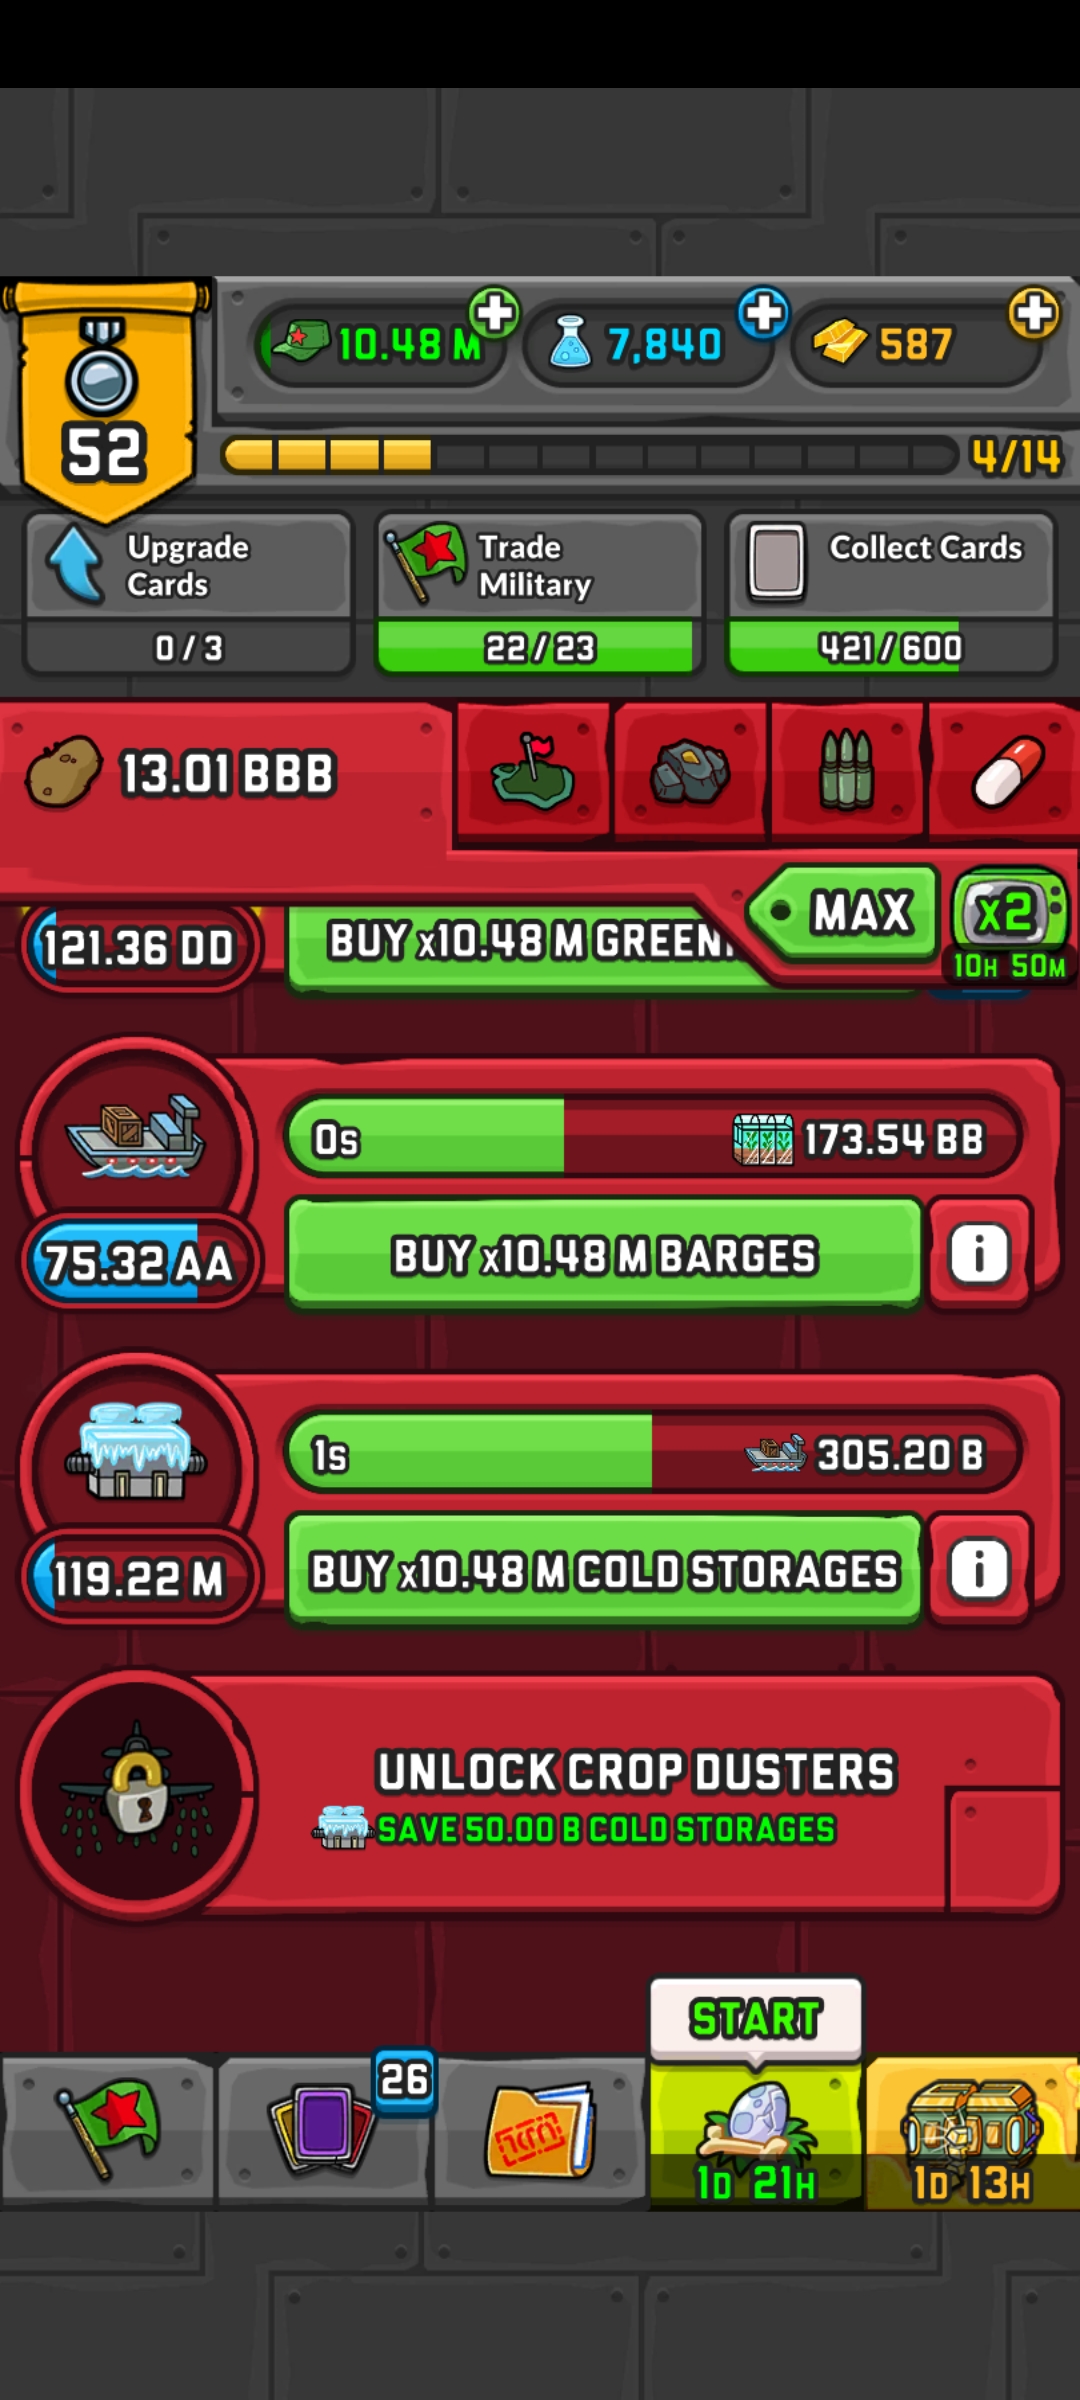 10.48 M
7,840
587
52
4/14
Upgrade
Cards
0 / 3
Trade
Military
22 / 23
Collect Cards
421 / 600
13.01 BBB
MAX
x2
10H 50M
121.36 DD
BUY x10.48 M
0s
173.54 BB
75.32 AA
BUY x10.48 M BARGES
i
1s
305.20 B
119.22 M
BUY x10.48 M COLD STORAGES
i
UNLOCK CROP DUSTERS
SAVE 50.00 B COLD STORAGES
START
26
1D 21H
1D 13H